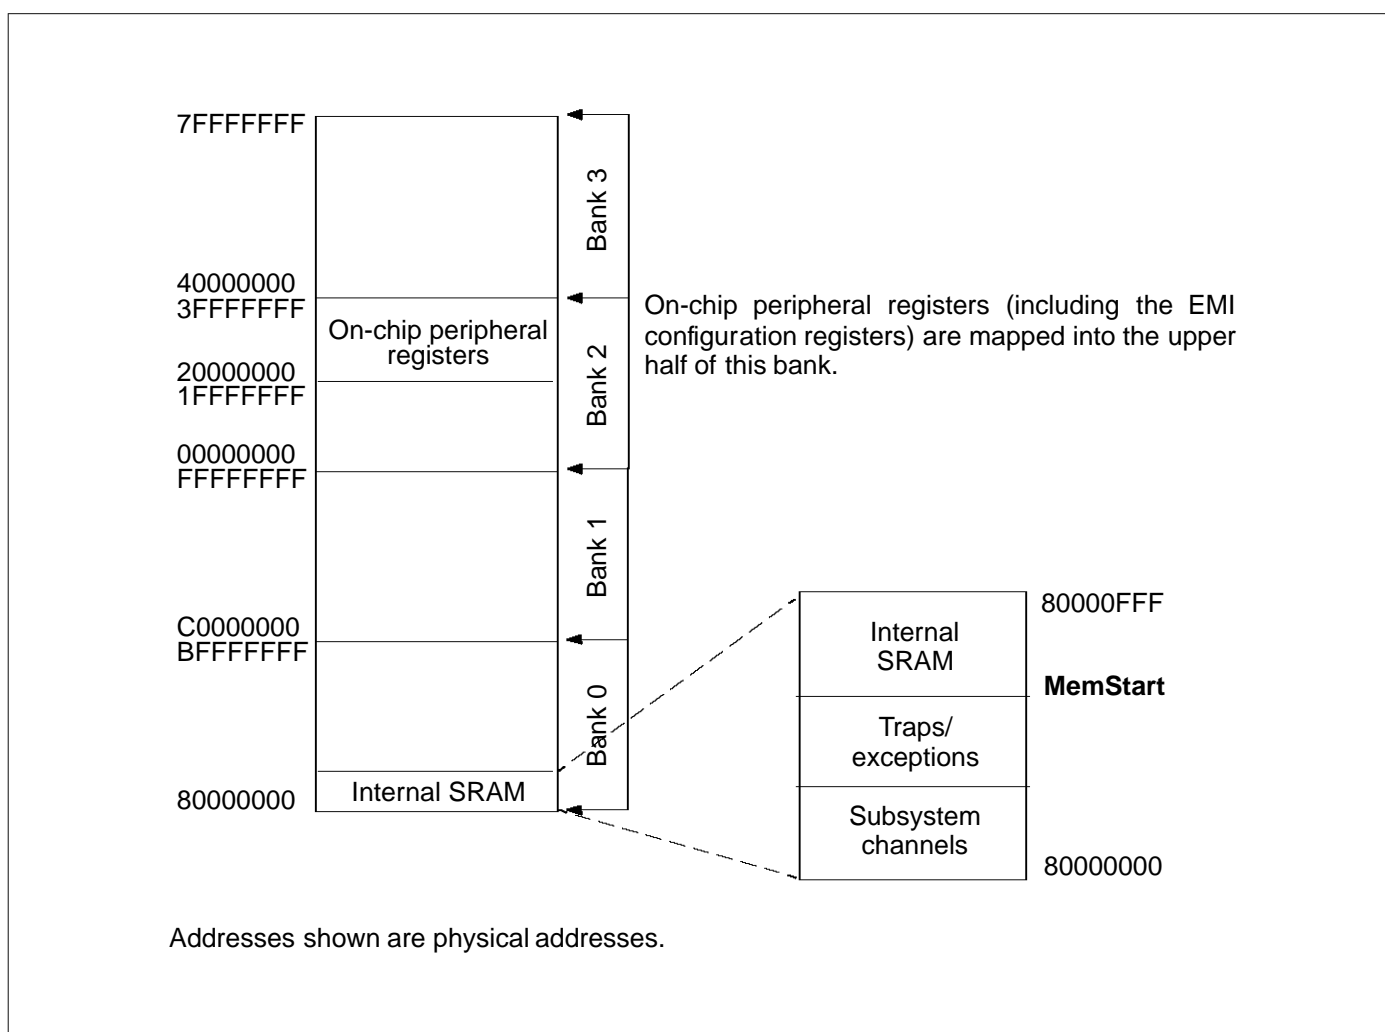 7FFFFFFF
Bank 3
40000000
3FFFFFFF
On-chip peripheral
registers
On-chip peripheral registers (including the EMI
configuration registers) are mapped into the upper
half of this bank.
Bank 2
20000000
1FFFFFFF
00000000
FFFFFFFF
Bank 1
C0000000
BFFFFFFF
Bank 0
Internal SRAM
80000000
80000FFF
Internal
SRAM
MemStart
Traps/
exceptions
Subsystem
channels
80000000
Addresses shown are physical addresses.